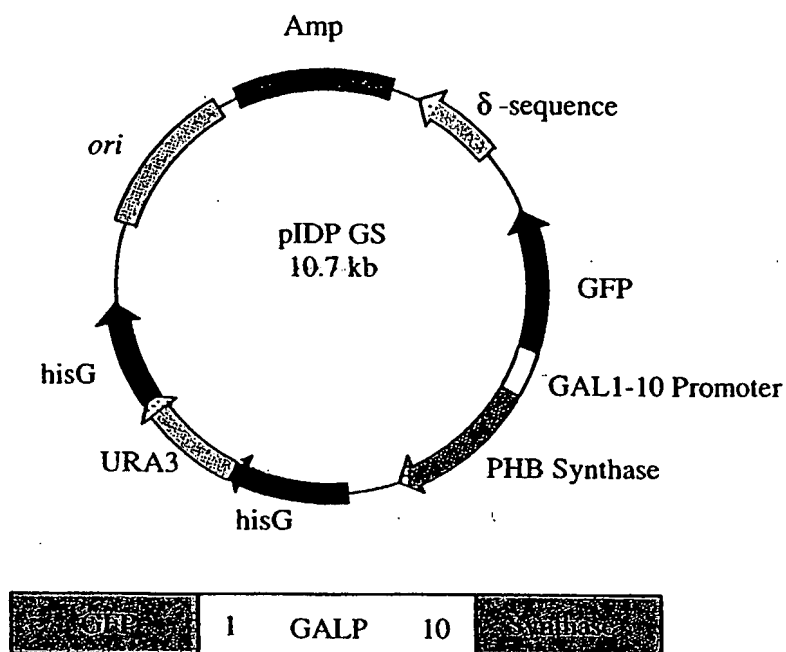 Amp
δ-sequence
ori
pIDP GS
10.7 kb
GFP
hisG
GAL1-10 Promoter
URA3
PHB Synthase
hisG
GFP 1 GALP 10 Synthase